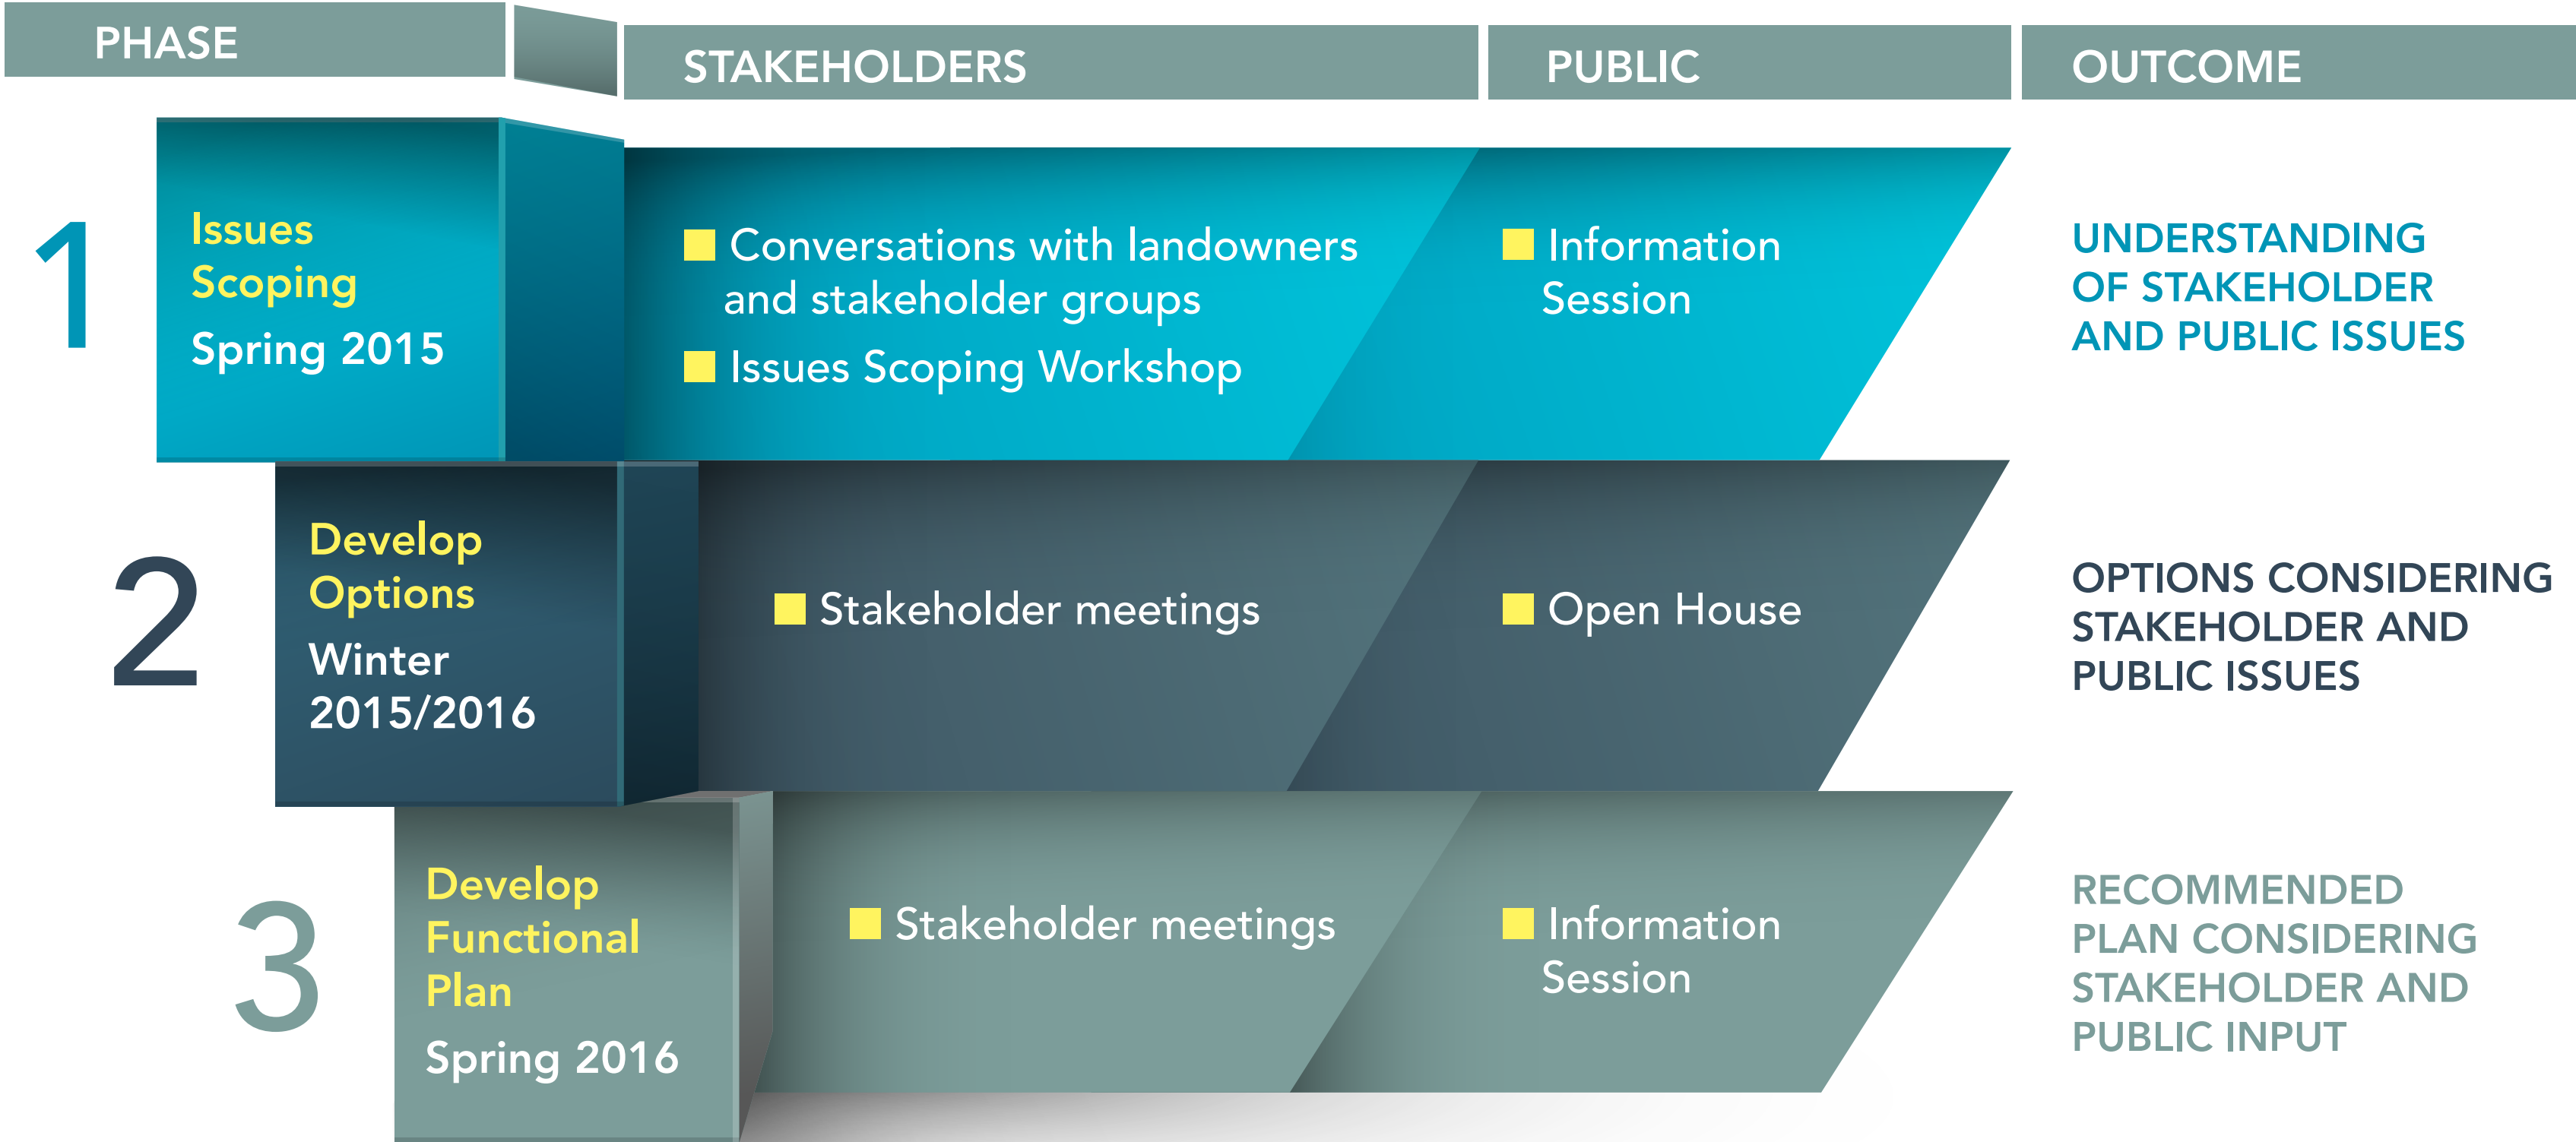 PHASE
STAKEHOLDERS
PUBLIC
OUTCOME
1
Issues
Scoping
Spring 2015
Conversations with landowners
and stakeholder groups
Issues Scoping Workshop
Information
Session
UNDERSTANDING
OF STAKEHOLDER
AND PUBLIC ISSUES
2
Develop
Options
Winter
2015/2016
Stakeholder meetings
Open House
OPTIONS CONSIDERING
STAKEHOLDER AND
PUBLIC ISSUES
3
Develop
Functional
Plan
Spring 2016
Stakeholder meetings
Information
Session
RECOMMENDED
PLAN CONSIDERING
STAKEHOLDER AND
PUBLIC INPUT